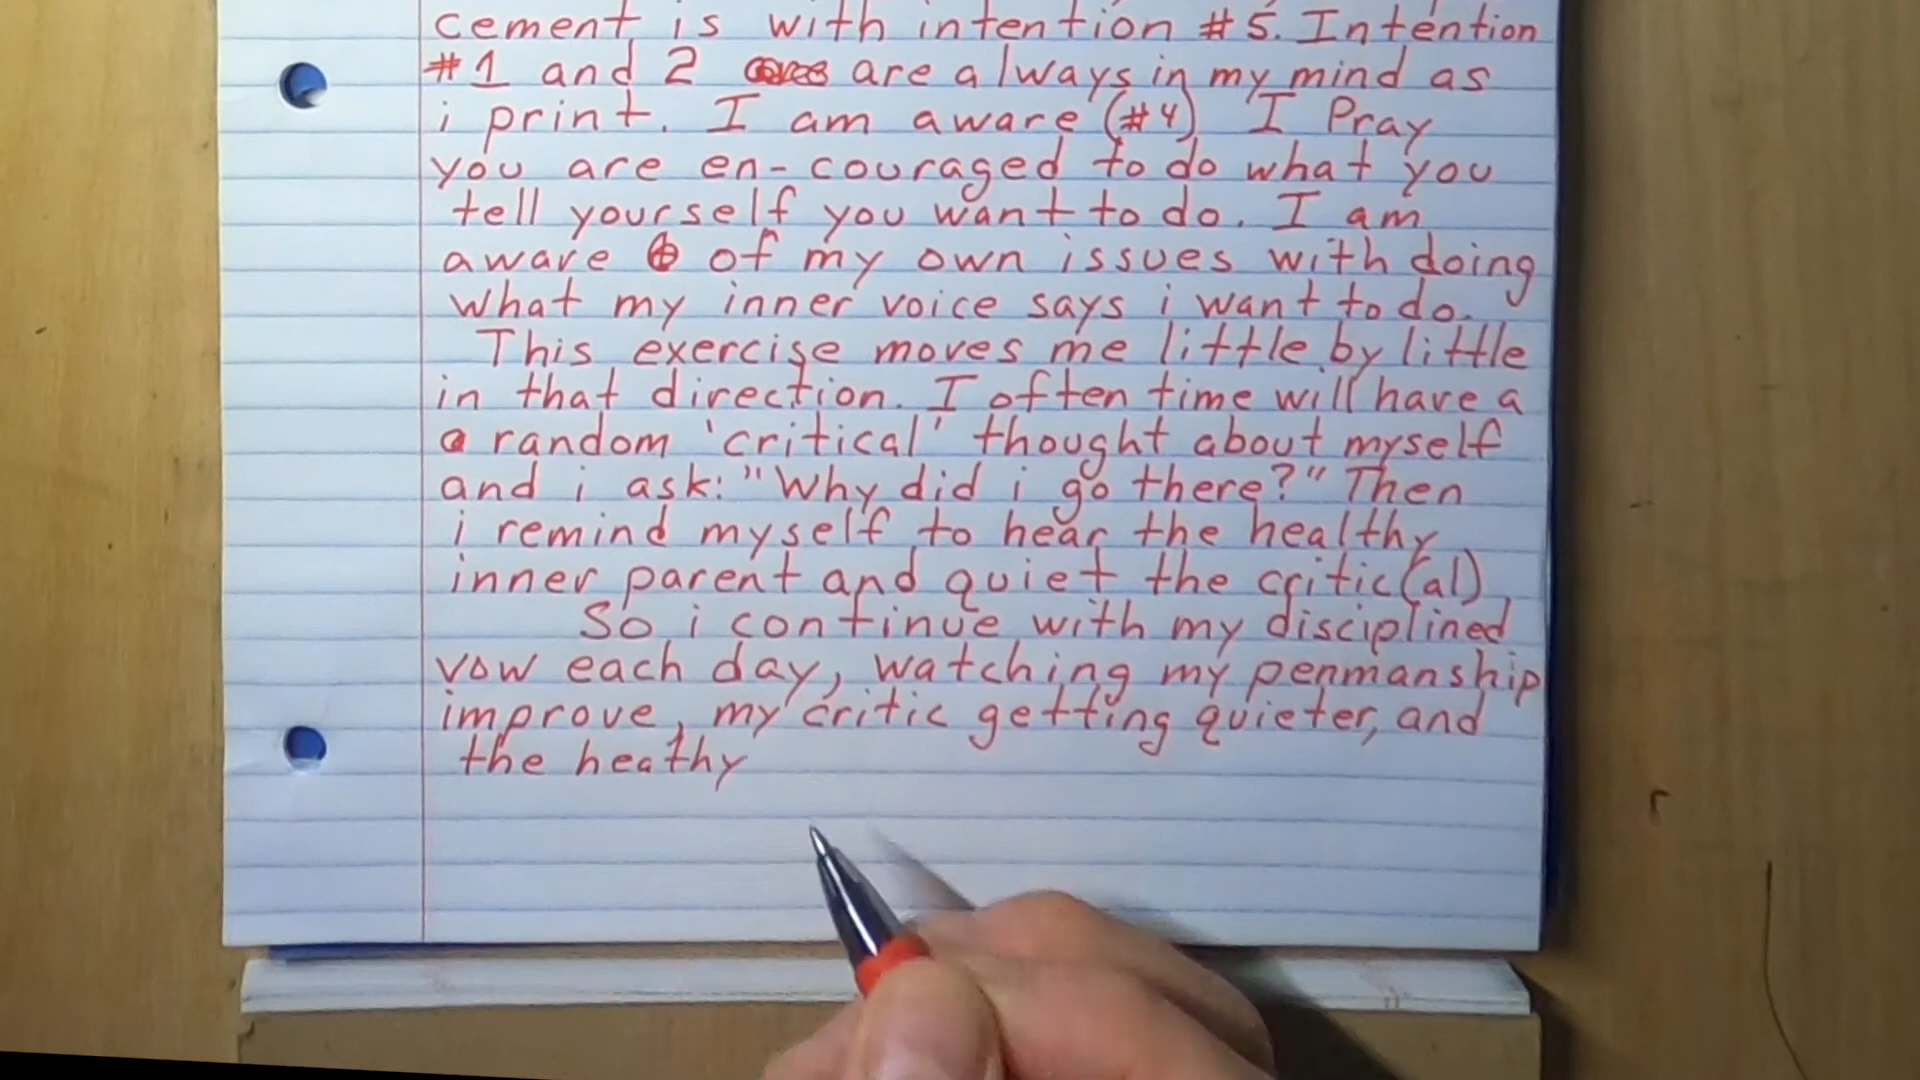 cement is with intention #5. Intention
#1 and 2 are always in my mind as
i print. I am aware (#4) I Pray
you are en-couraged to do what you
tell yourself you want to do. I am
aware of my own issues with doing
what my inner voice says i want to do.
This exercise moves me little by little
in that direction. I often time will have a
a random 'critical' thought about myself
and i ask: "Why did i go there?" Then
i remind myself to hear the healthy
inner parent and quiet the critic(al)
So i continue with my disciplined
vow each day, watching my penmanship
improve, my critic getting quieter, and
the heathy